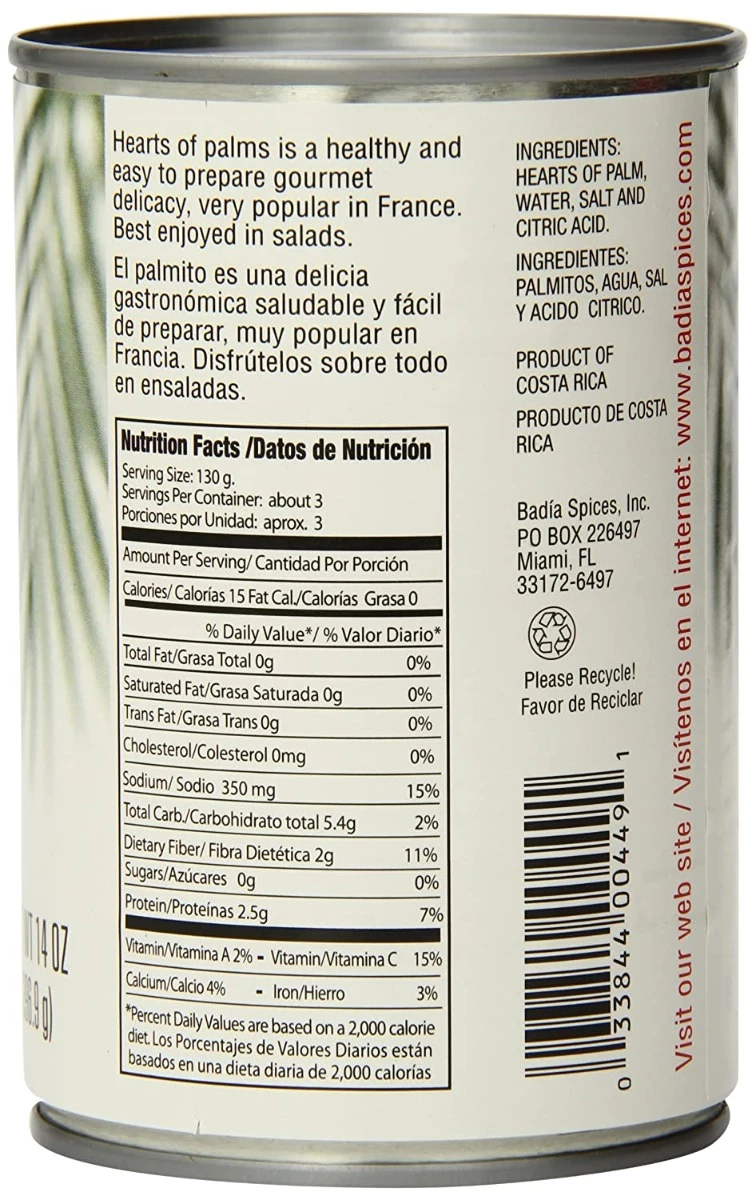 Hearts of palms is a healthy and
easy to prepare gourmet
delicacy, very popular in France.
Best enjoyed in salads.
El palmito es una delicia
gastronómica saludable y fácil
de preparar, muy popular en
Francia. Disfrútelos sobre todo
en ensaladas.
Nutrition Facts /Datos de Nutrición
Serving Size: 130 g.
Servings Per Container: about 3
Porciones por Unidad: aprox. 3
Amount Per Serving/ Cantidad Por Porción
Calories/ Calorías 15 Fat Cal./Calorías Grasa 0
% Daily Value*/ % Valor Diario*
Total Fat/Grasa Total 0g 0%
Saturated Fat/Grasa Saturada 0g 0%
Trans Fat/Grasa Trans 0g 0%
Cholesterol/Colesterol 0mg 0%
Sodium/ Sodio 350 mg 15%
Total Carb./Carbohidrato total 5.4g 2%
Dietary Fiber/ Fibra Dietética 2g 11%
Sugars/Azúcares 0g 0%
Protein/Proteínas 2.5g 7%
Vitamin/Vitamina A 2% - Vitamin/Vitamina C 15%
Calcium/Calcio 4% - Iron/Hierro 3%
*Percent Daily Values are based on a 2,000 calorie
diet. Los Porcentajes de Valores Diarios están
basados en una dieta diaria de 2,000 calorías
14 OZ
INGREDIENTS:
HEARTS OF PALM,
WATER, SALT AND
CITRIC ACID.
INGREDIENTES:
PALMITOS, AGUA, SAL
Y ACIDO CITRICO.
PRODUCT OF
COSTA RICA
PRODUCTO DE COSTA
RICA
Badía Spices, Inc.
PO BOX 226497
Miami, FL
33172-6497
Please Recycle!
Favor de Reciclar
0 33844 00449 1
Visit our web site / Visítenos en el internet: www.badiaspices.com